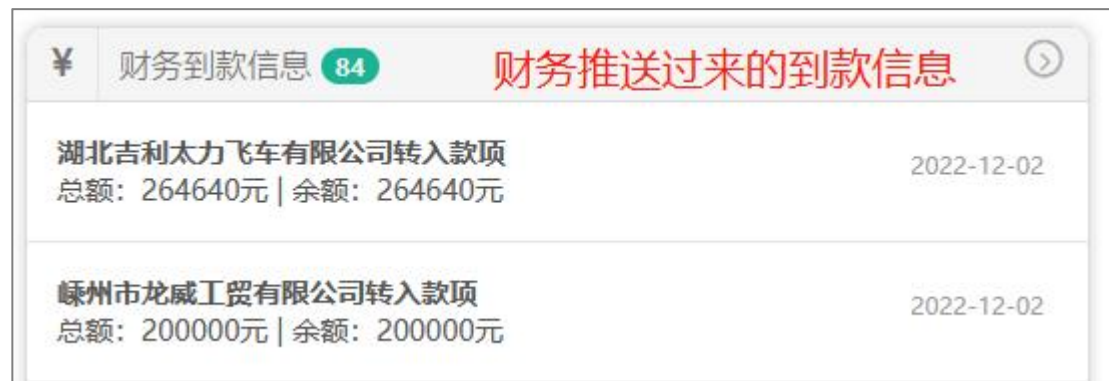 ¥ 财务到款信息 84 财务推送过来的到款信息
湖北吉利太力飞车有限公司转入款项
2022-12-02
总额：264640元 | 余额：264640元
嵊州市龙威工贸有限公司转入款项
2022-12-02
总额：200000元 | 余额：200000元